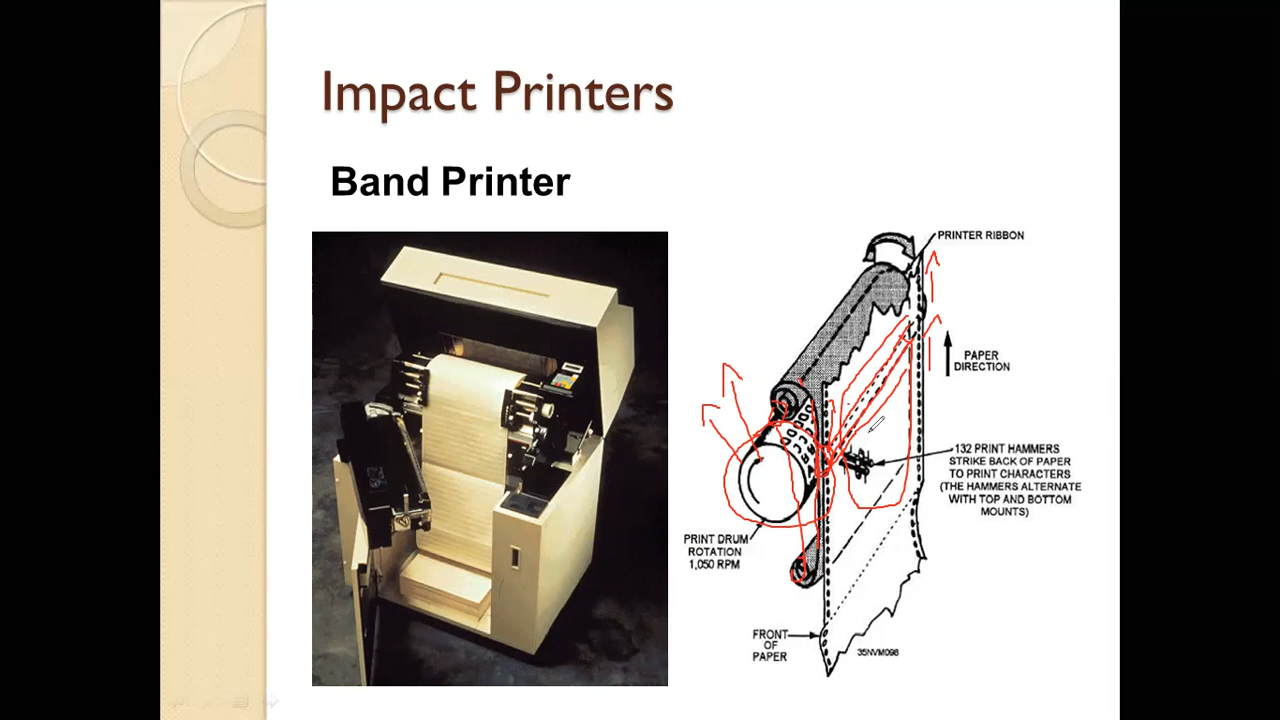 Impact Printers
Band Printer
PRINTER RIBBON
PAPER
DIRECTION
132 PRINT HAMMERS
STRIKE BACK OF PAPER
TO PRINT CHARACTERS
(THE HAMMERS ALTERNATE
WITH TOP AND BOTTOM
MOUNTS)
PRINT DRUM
ROTATION
1,050 RPM
FRONT
OF
PAPER
35NVM098